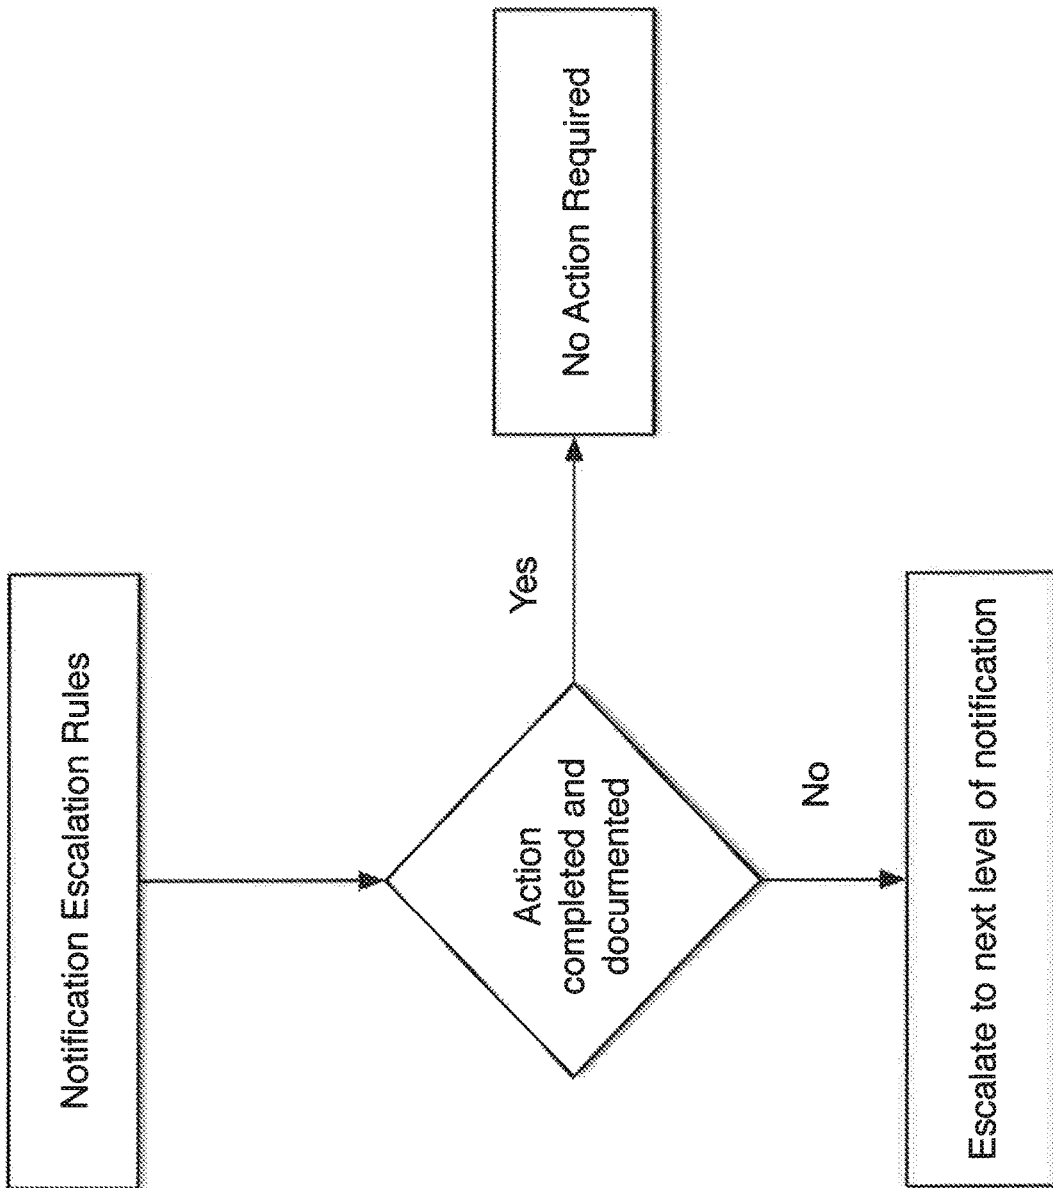 Notification Escalation Rules
Action
completed and
documented
Yes
No Action Required
No
Escalate to next level of notification